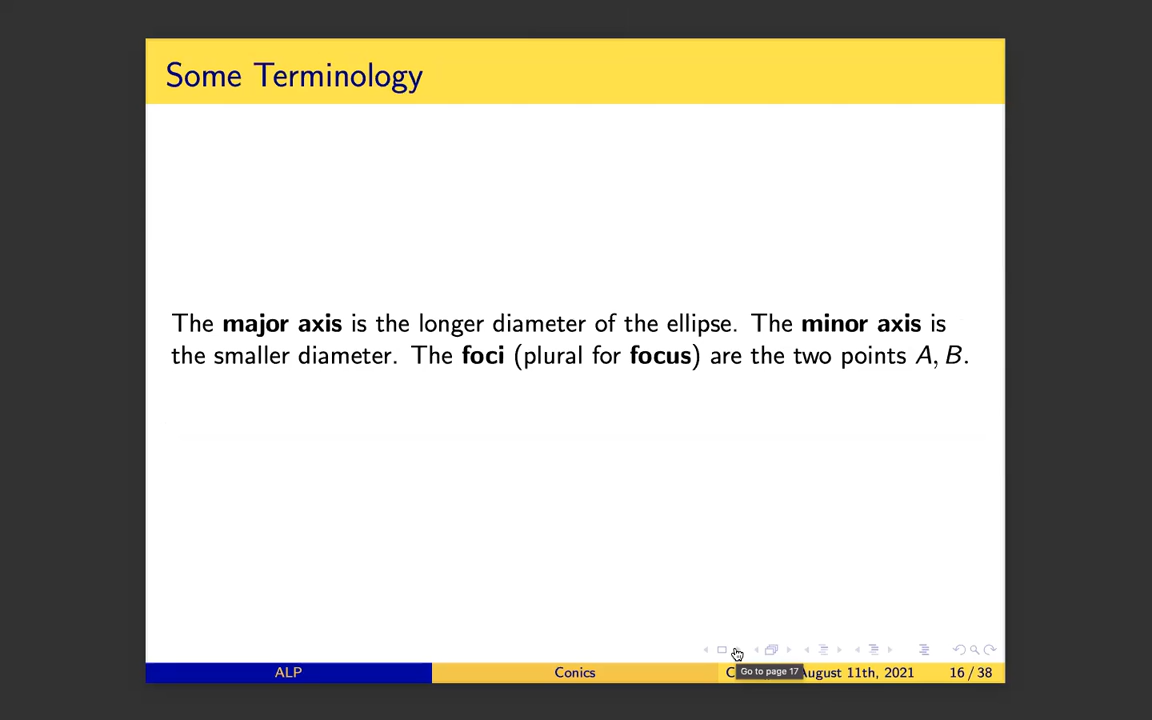 Some Terminology
The major axis is the longer diameter of the ellipse. The minor axis is
the smaller diameter. The foci (plural for focus) are the two points A, B.
Go to page 17
ALP Conics August 11th, 2021 16 / 38